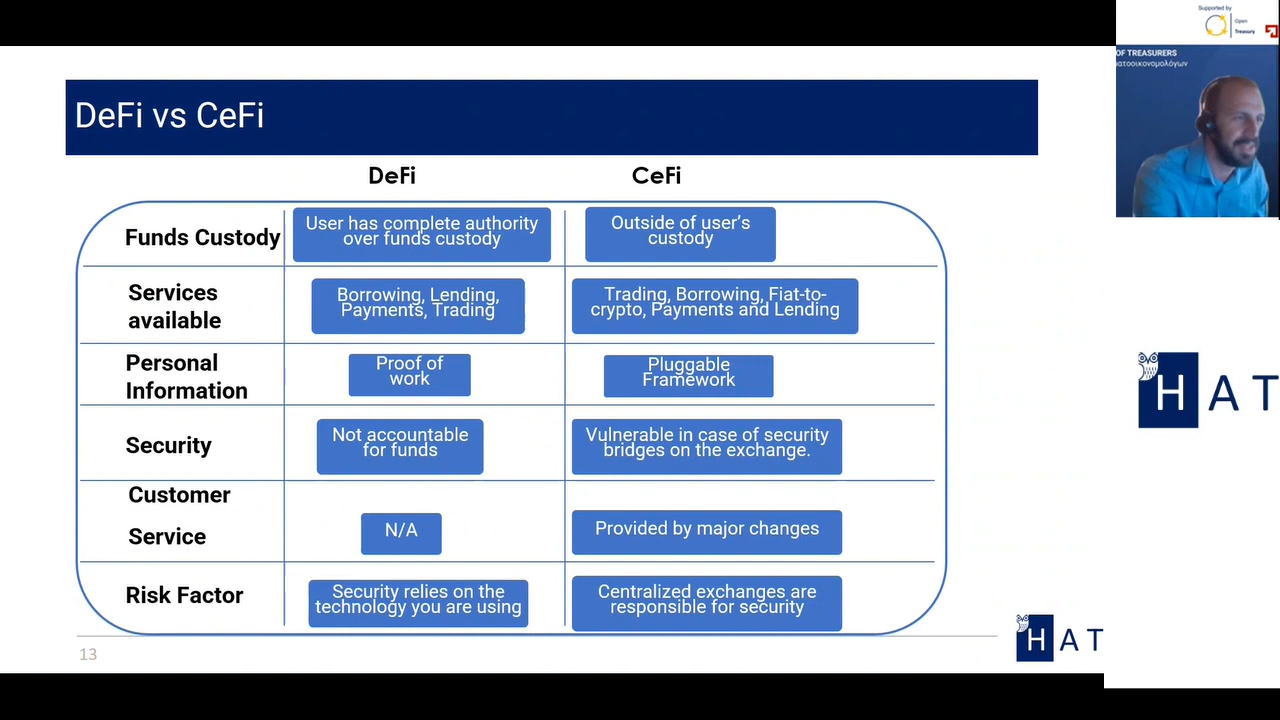 Supported by
Open
Treasury
OF TREASURERS
ατοοικονομολόγων
DeFi vs CeFi
DeFi
CeFi
Funds Custody
User has complete authority
over funds custody
Outside of user’s
custody
Services
available
Borrowing, Lending,
Payments, Trading
Trading, Borrowing, Fiat-to-
crypto, Payments and Lending
Personal
Information
Proof of
work
Pluggable
Framework
Security
Not accountable
for funds
Vulnerable in case of security
bridges on the exchange.
Customer
Service
N/A
Provided by major changes
Risk Factor
Security relies on the
technology you are using
Centralized exchanges are
responsible for security
13
HAT
HAT